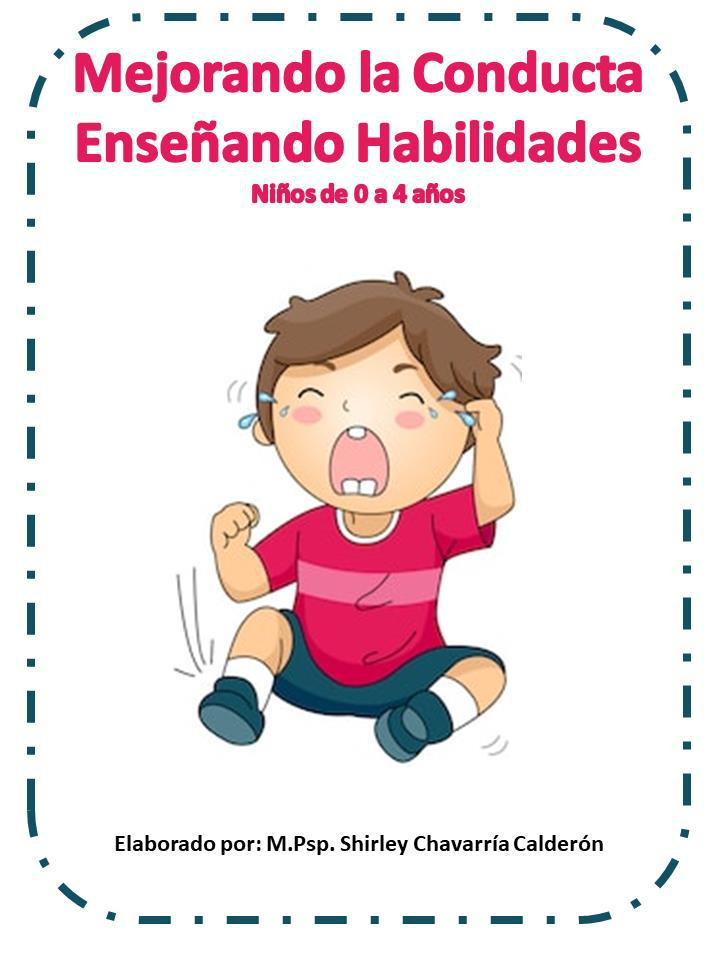 Mejorando la Conducta
Enseñando Habilidades
Niños de 0 a 4 años
Elaborado por: M.Psp. Shirley Chavarría Calderón